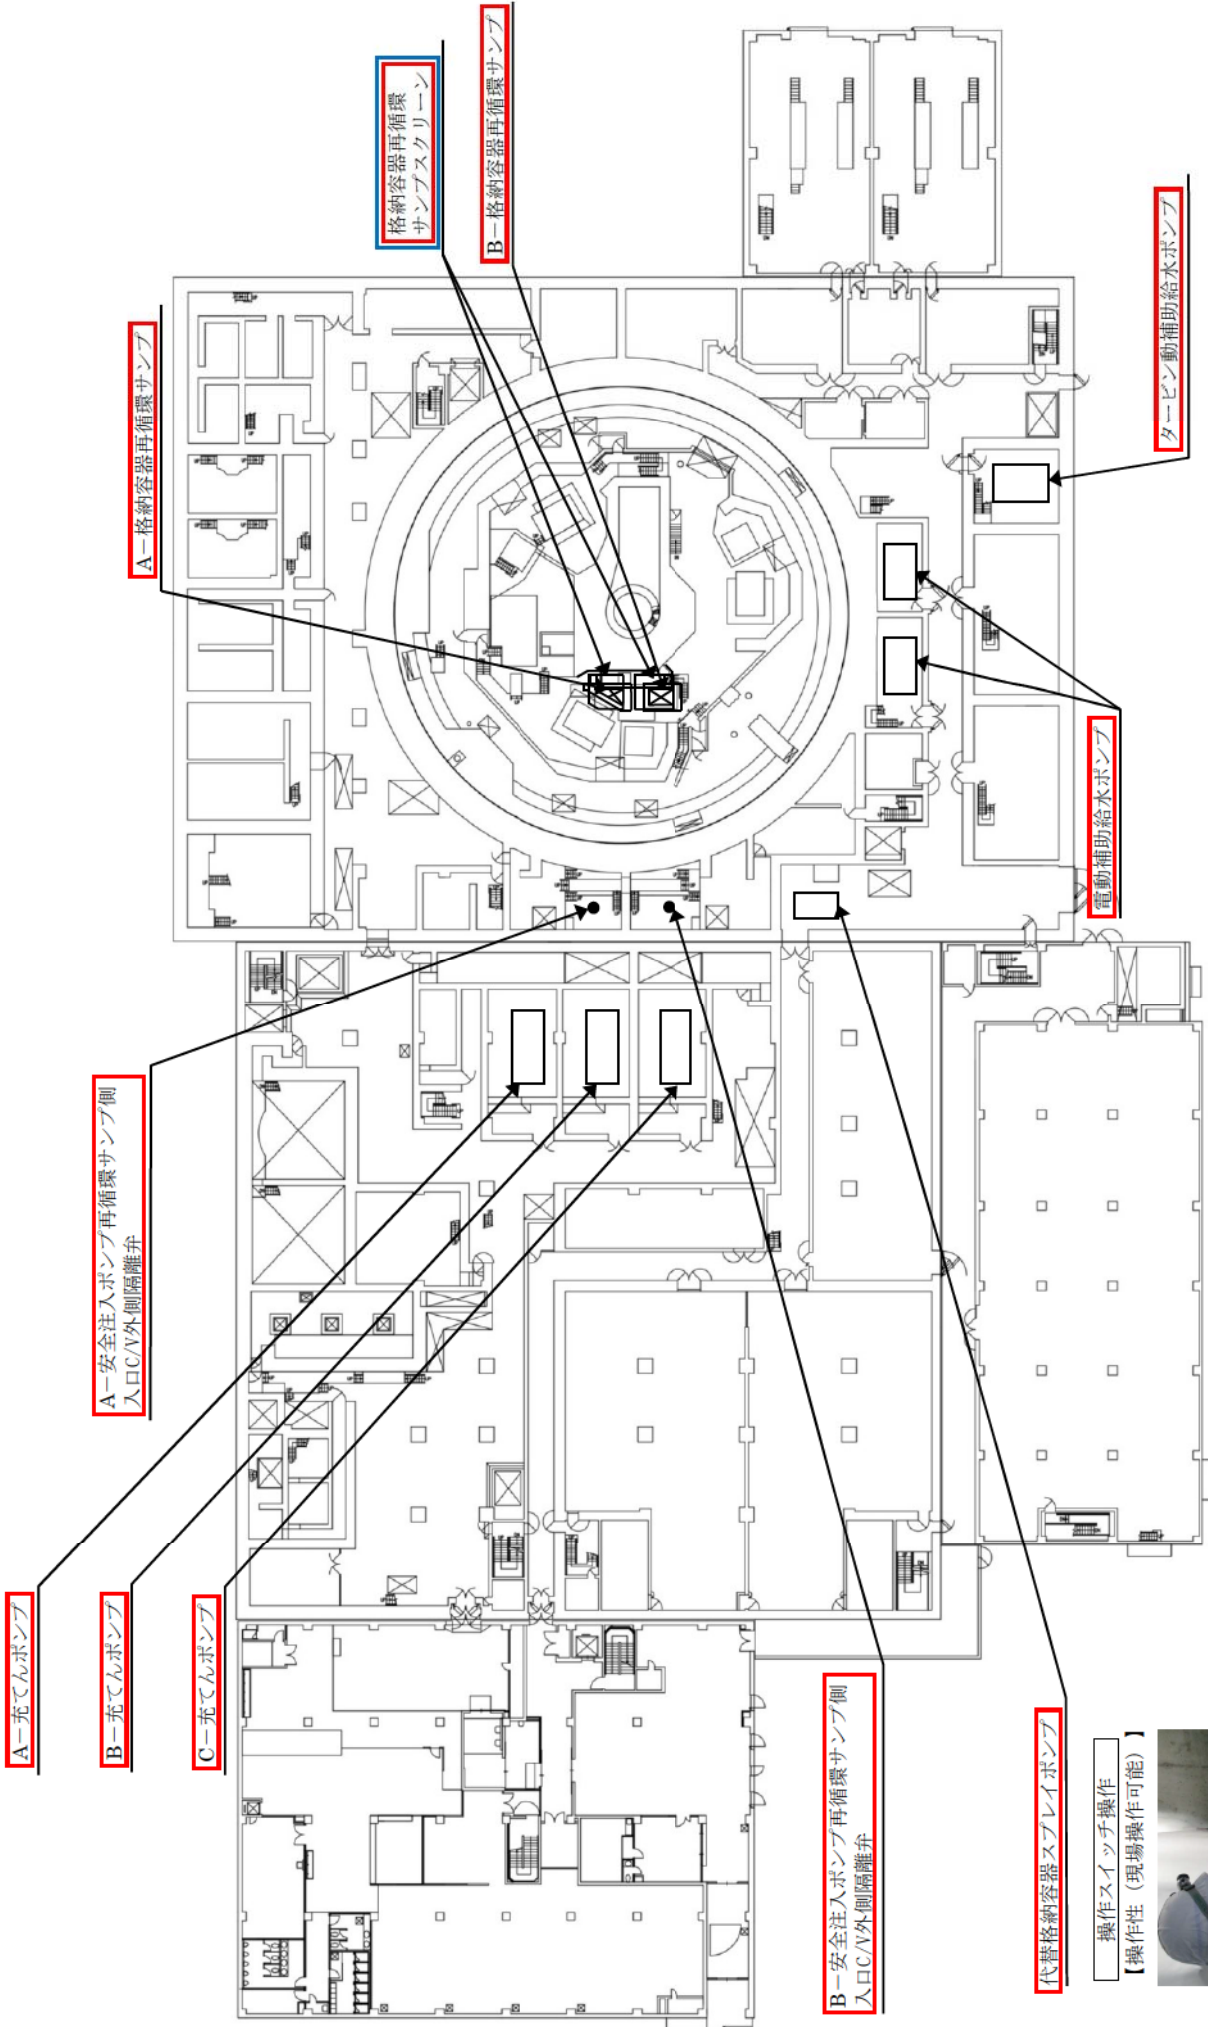 A－充てんポンプ
B－充てんポンプ
C－充てんポンプ
A－安全注入ポンプ再循環サンプ側
入口C/V外側隔離弁
A－格納容器再循環サンプ
格納容器再循環
サンプスクリーン
B－格納容器再循環サンプ
B－安全注入ポンプ再循環サンプ側
入口C/V外側隔離弁
代替格納容器スプレイポンプ
電動補助給水ポンプ
タービン動補助給水ポンプ
操作スイッチ操作
【操作性（現場操作可能）】